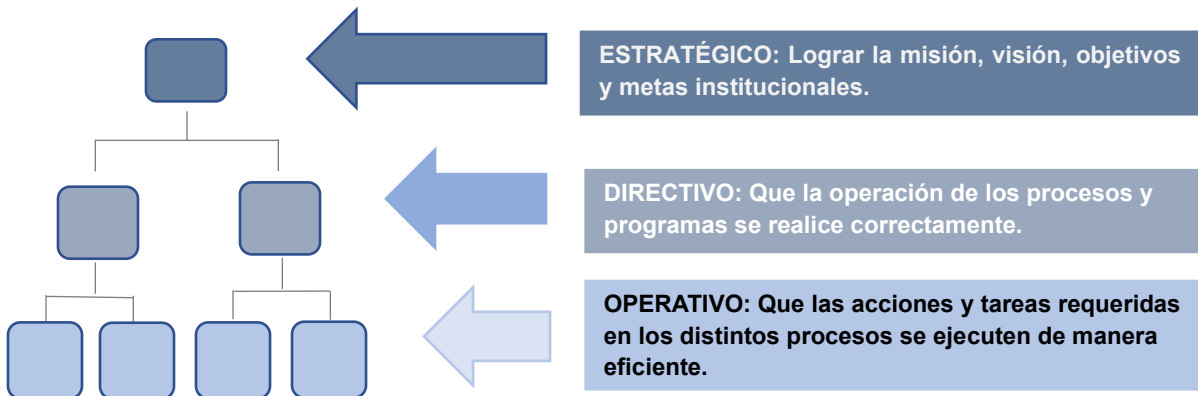 ESTRATÉGICO: Lograr la misión, visión, objetivos
y metas institucionales.
DIRECTIVO: Que la operación de los procesos y
programas se realice correctamente.
OPERATIVO: Que las acciones y tareas requeridas
en los distintos procesos se ejecuten de manera
eficiente.